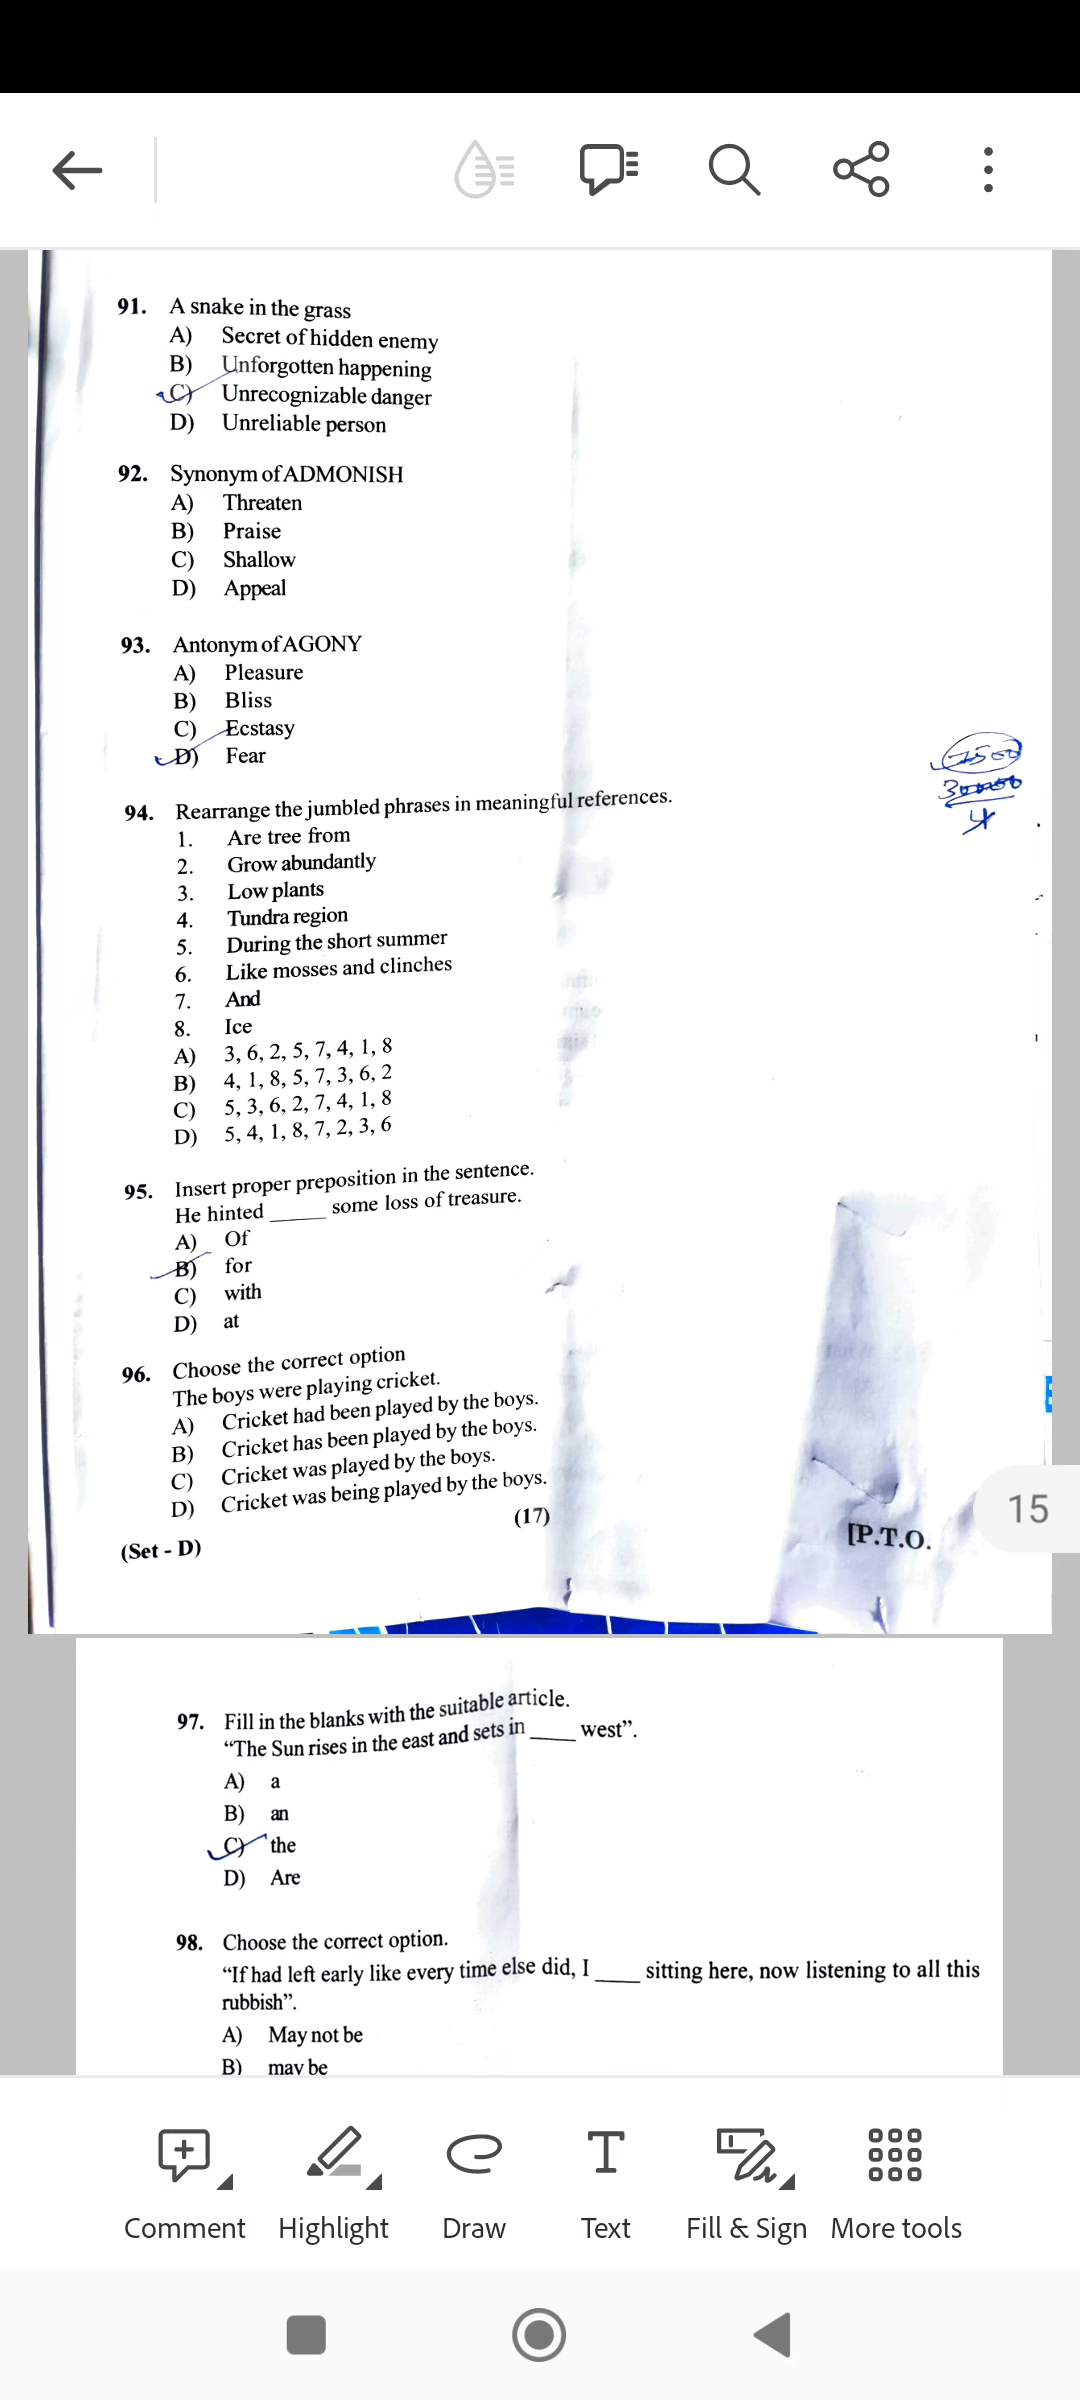 91. A snake in the grass
A) Secret of hidden enemy
B) Unforgotten happening
C) Unrecognizable danger
D) Unreliable person
92. Synonym of ADMONISH
A) Threaten
B) Praise
C) Shallow
D) Appeal
93. Antonym of AGONY
A) Pleasure
B) Bliss
C) Ecstasy
D) Fear
94. Rearrange the jumbled phrases in meaningful references.
1. Are tree from
2. Grow abundantly
3. Low plants
4. Tundra region
5. During the short summer
6. Like mosses and clinches
7. And
8. Ice
A) 3, 6, 2, 5, 7, 4, 1, 8
B) 4, 1, 8, 5, 7, 3, 6, 2
C) 5, 3, 6, 2, 7, 4, 1, 8
D) 5, 4, 1, 8, 7, 2, 3, 6
95. Insert proper preposition in the sentence.
He hinted _____ some loss of treasure.
A) Of
B) for
C) with
D) at
96. Choose the correct option
The boys were playing cricket.
A) Cricket had been played by the boys.
B) Cricket has been played by the boys.
C) Cricket was played by the boys.
D) Cricket was being played by the boys.
(17)
(Set - D)
[P.T.O.
15
97. Fill in the blanks with the suitable article.
“The Sun rises in the east and sets in ____ west”.
A) a
B) an
C) the
D) Are
98. Choose the correct option.
“If had left early like every time else did, I ____ sitting here, now listening to all this
rubbish”.
A) May not be
B) may be
Comment Highlight Draw Text Fill & Sign More tools